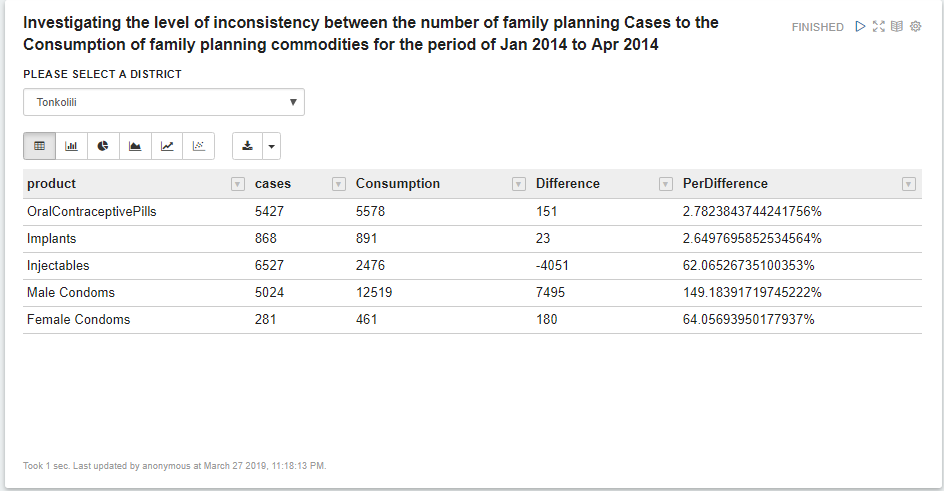 Investigating the level of inconsistency between the number of family planning Cases to the
Consumption of family planning commodities for the period of Jan 2014 to Apr 2014
FINISHED
PLEASE SELECT A DISTRICT
Tonkolili
product cases Consumption Difference PerDifference
OralContraceptivePills 5427 5578 151 2.7823843744241756%
Implants 868 891 23 2.6497695852534564%
Injectables 6527 2476 -4051 62.06526735100353%
Male Condoms 5024 12519 7495 149.18391719745222%
Female Condoms 281 461 180 64.05693950177937%
Took 1 sec. Last updated by anonymous at March 27 2019, 11:18:13 PM.